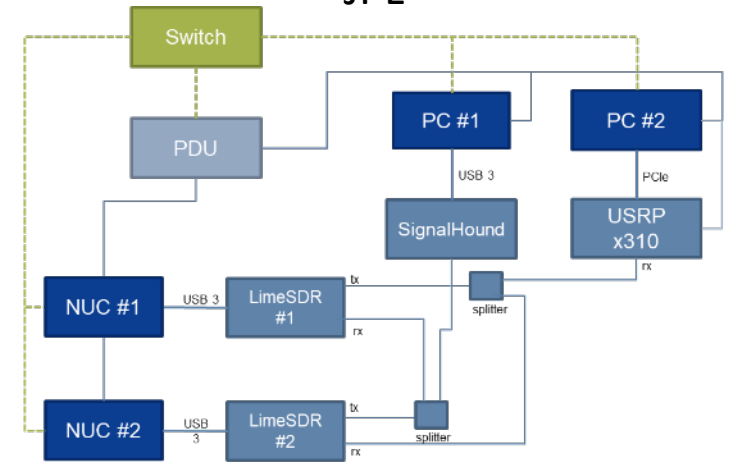 Switch
PDU
PC #1
PC #2
USB 3
PCIe
SignalHound
USRP
x310
rx
tx
splitter
NUC #1
USB 3
LimeSDR
#1
rx
tx
splitter
NUC #2
USB
3
LimeSDR
#2
rx